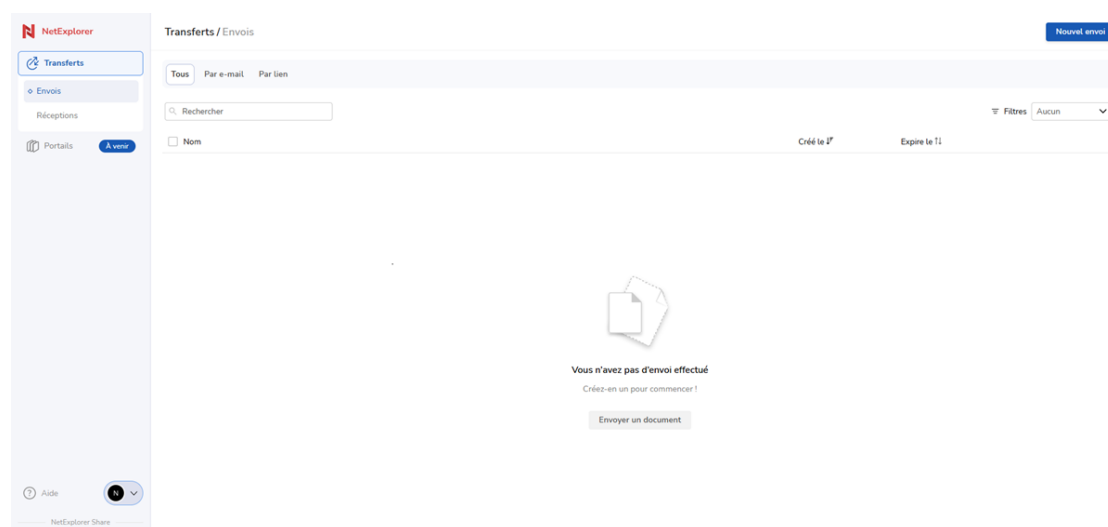 NetExplorer
Transferts / Envois
Nouvel envoi
Transferts
Tous Par e-mail Par lien
Envois
Rechercher
Filtres Aucun
Réceptions
Nom Créé le Expire le
Portails À venir
Vous n'avez pas d'envoi effectué
Créez-en un pour commencer !
Envoyer un document
Aide N
NetExplorer Share